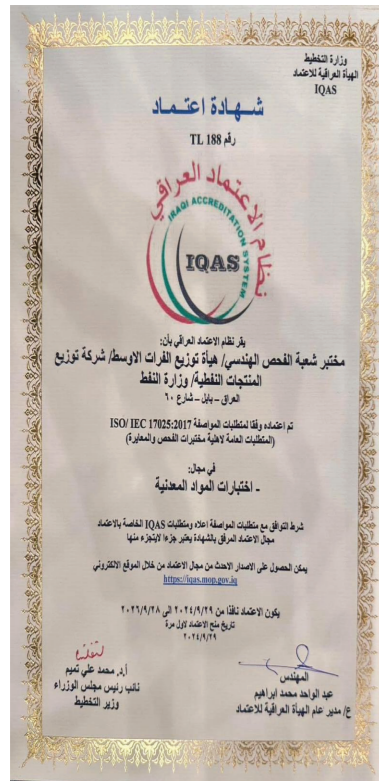 وزارة التخطيط
الهيأة العراقية للاعتماد
IQAS
شهادة اعتماد
رقم TL 188
نظام الاعتماد العراقي
IRAQI ACCREDITATION SYSTEM
IQAS
يقر نظام الاعتماد العراقي بأن:
مختبر شعبة الفحص الهندسي/ هيأة توزيع الفرات الاوسط/ شركة توزيع
المنتجات النفطية/ وزارة النفط
العراق – بابل – شارع ٦٠
تم اعتماده وفقا لمتطلبات المواصفة ISO/ IEC 17025:2017
(المتطلبات العامة لاهلية مختبرات الفحص والمعايرة)
في مجال:
- اختبارات المواد المعدنية
شرط التوافق مع متطلبات المواصفة اعلاه ومتطلبات IQAS الخاصة بالاعتماد
مجال الاعتماد المرفق بالشهادة يعتبر جزءا لايتجزء منها
يمكن الحصول على الاصدار الاحدث من مجال الاعتماد من خلال الموقع الالكتروني
https://iqas.mop.gov.iq
يكون الاعتماد نافذا من ٢٠٢٤/٩/٢٩ الى ٢٠٢٦/٩/٢٨
تاريخ منح الاعتماد لاول مرة
٢٠٢٤/٩/٢٩
المهندس
عبد الواحد محمد ابراهيم
ع/ مدير عام الهيأة العراقية للاعتماد
أ.د. محمد علي تميم
نائب رئيس مجلس الوزراء
وزير التخطيط